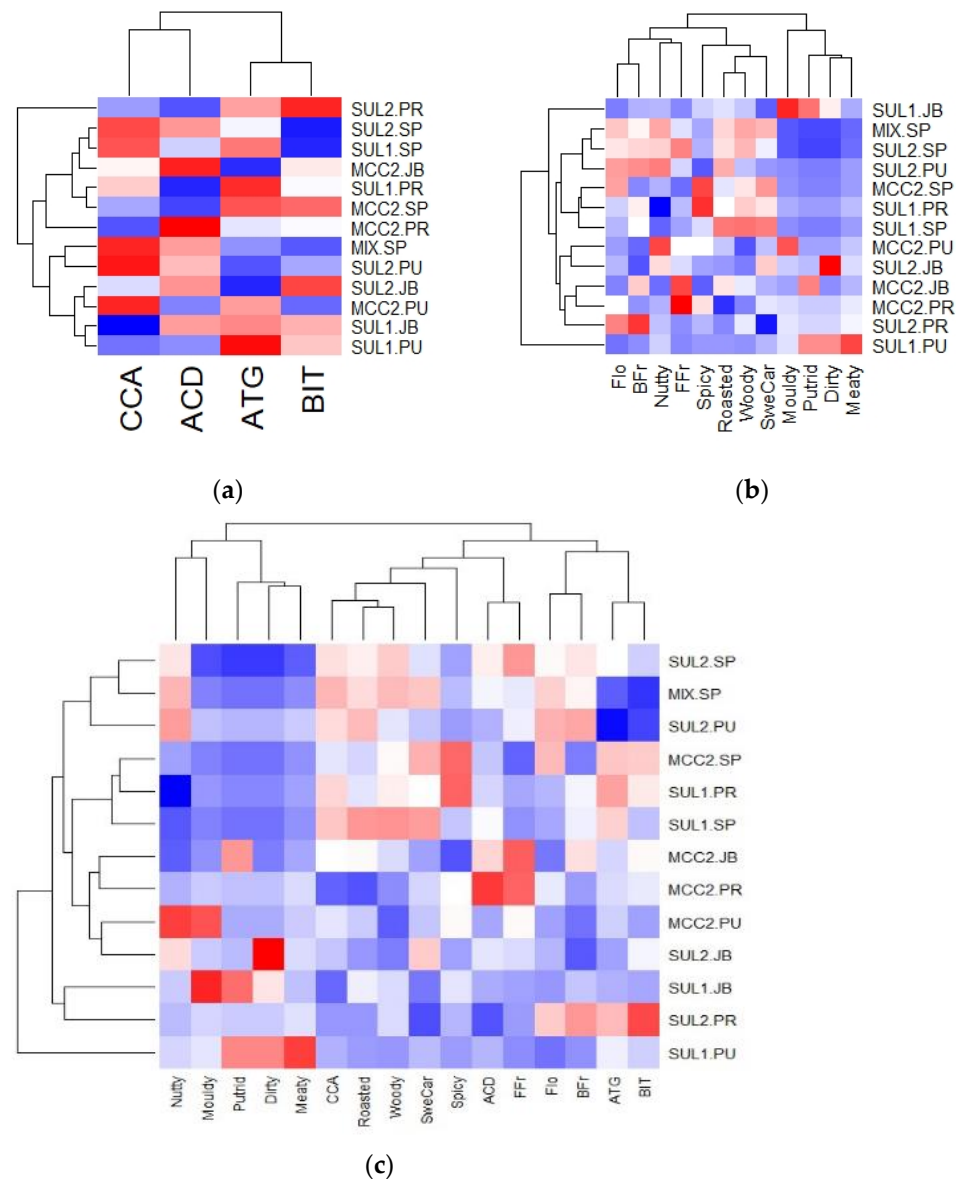 SUL2.PR
SUL2.SP
SUL1.SP
MCC2.JB
SUL1.PR
MCC2.SP
MCC2.PR
MIX.SP
SUL2.PU
SUL2.JB
MCC2.PU
SUL1.JB
SUL1.PU
CCA ACD ATG BIT
(a)
SUL1.JB
MIX.SP
SUL2.SP
SUL2.PU
MCC2.SP
SUL1.PR
SUL1.SP
MCC2.PU
SUL2.JB
MCC2.JB
MCC2.PR
SUL2.PR
SUL1.PU
Flo BFr Nutty FFr Spicy Roasted Woody SweCar Mouldy Putrid Dirty Meaty
(b)
SUL2.SP
MIX.SP
SUL2.PU
MCC2.SP
SUL1.PR
SUL1.SP
MCC2.JB
MCC2.PR
MCC2.PU
SUL2.JB
SUL1.JB
SUL2.PR
SUL1.PU
Nutty Mouldy Putrid Dirty Meaty CCA Roasted Woody SweCar Spicy ACD FFr Flo BFr ATG BIT
(c)